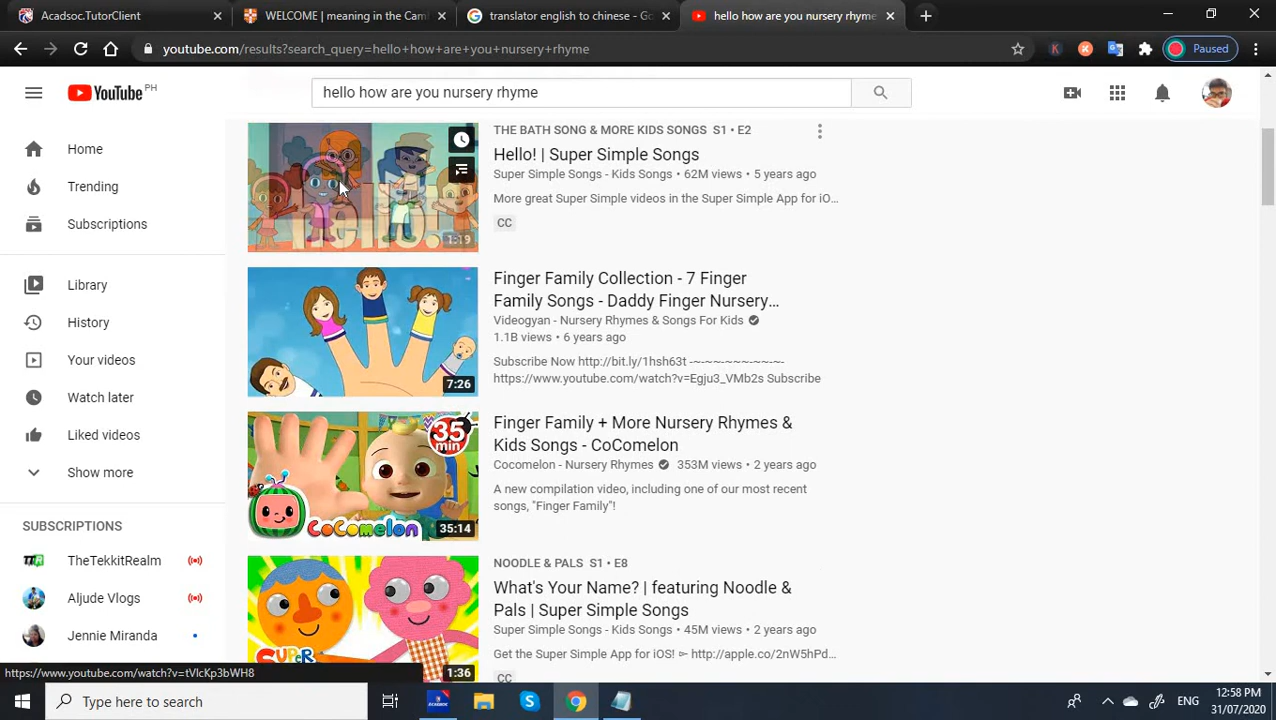 Acadsoc.TutorClient
WELCOME | meaning in the Cam
translator english to chinese - Go
hello how are you nursery rhyme
youtube.com/results?search_query=hello+how+are+you+nursery+rhyme
Paused
YouTube PH
hello how are you nursery rhyme
Home
Trending
Subscriptions
Library
History
Your videos
Watch later
Liked videos
Show more
SUBSCRIPTIONS
TheTekkitRealm
Aljude Vlogs
Jennie Miranda
THE BATH SONG & MORE KIDS SONGS S1 • E2
Hello! | Super Simple Songs
Super Simple Songs - Kids Songs • 62M views • 5 years ago
More great Super Simple videos in the Super Simple App for iO...
CC
Hello!
1:19
Finger Family Collection - 7 Finger
Family Songs - Daddy Finger Nursery...
Videogyan - Nursery Rhymes & Songs For Kids
1.1B views • 6 years ago
Subscribe Now http://bit.ly/1hsh63t -~-~~-~~~-~~-~-
https://www.youtube.com/watch?v=Egju3_VMb2s Subscribe
7:26
Finger Family + More Nursery Rhymes &
Kids Songs - CoComelon
Cocomelon - Nursery Rhymes 353M views • 2 years ago
A new compilation video, including one of our most recent
songs, "Finger Family"!
35 min
CoComelon
35:14
NOODLE & PALS S1 • E8
What's Your Name? | featuring Noodle &
Pals | Super Simple Songs
Super Simple Songs - Kids Songs • 45M views • 2 years ago
Get the Super Simple App for iOS! ► http://apple.co/2nW5hPd...
CC
SUPER
1:36
https://www.youtube.com/watch?v=tVlcKp3bWH8
Type here to search
ACADSOC
ENG
12:58 PM
31/07/2020